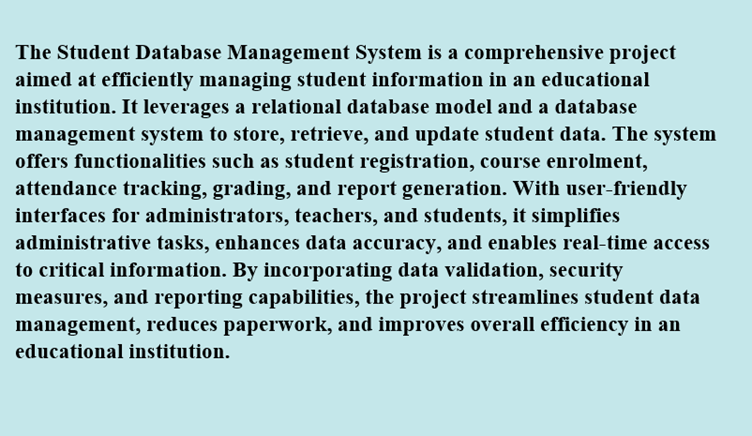 The Student Database Management System is a comprehensive project
aimed at efficiently managing student information in an educational
institution. It leverages a relational database model and a database
management system to store, retrieve, and update student data. The system
offers functionalities such as student registration, course enrolment,
attendance tracking, grading, and report generation. With user-friendly
interfaces for administrators, teachers, and students, it simplifies
administrative tasks, enhances data accuracy, and enables real-time access
to critical information. By incorporating data validation, security
measures, and reporting capabilities, the project streamlines student data
management, reduces paperwork, and improves overall efficiency in an
educational institution.